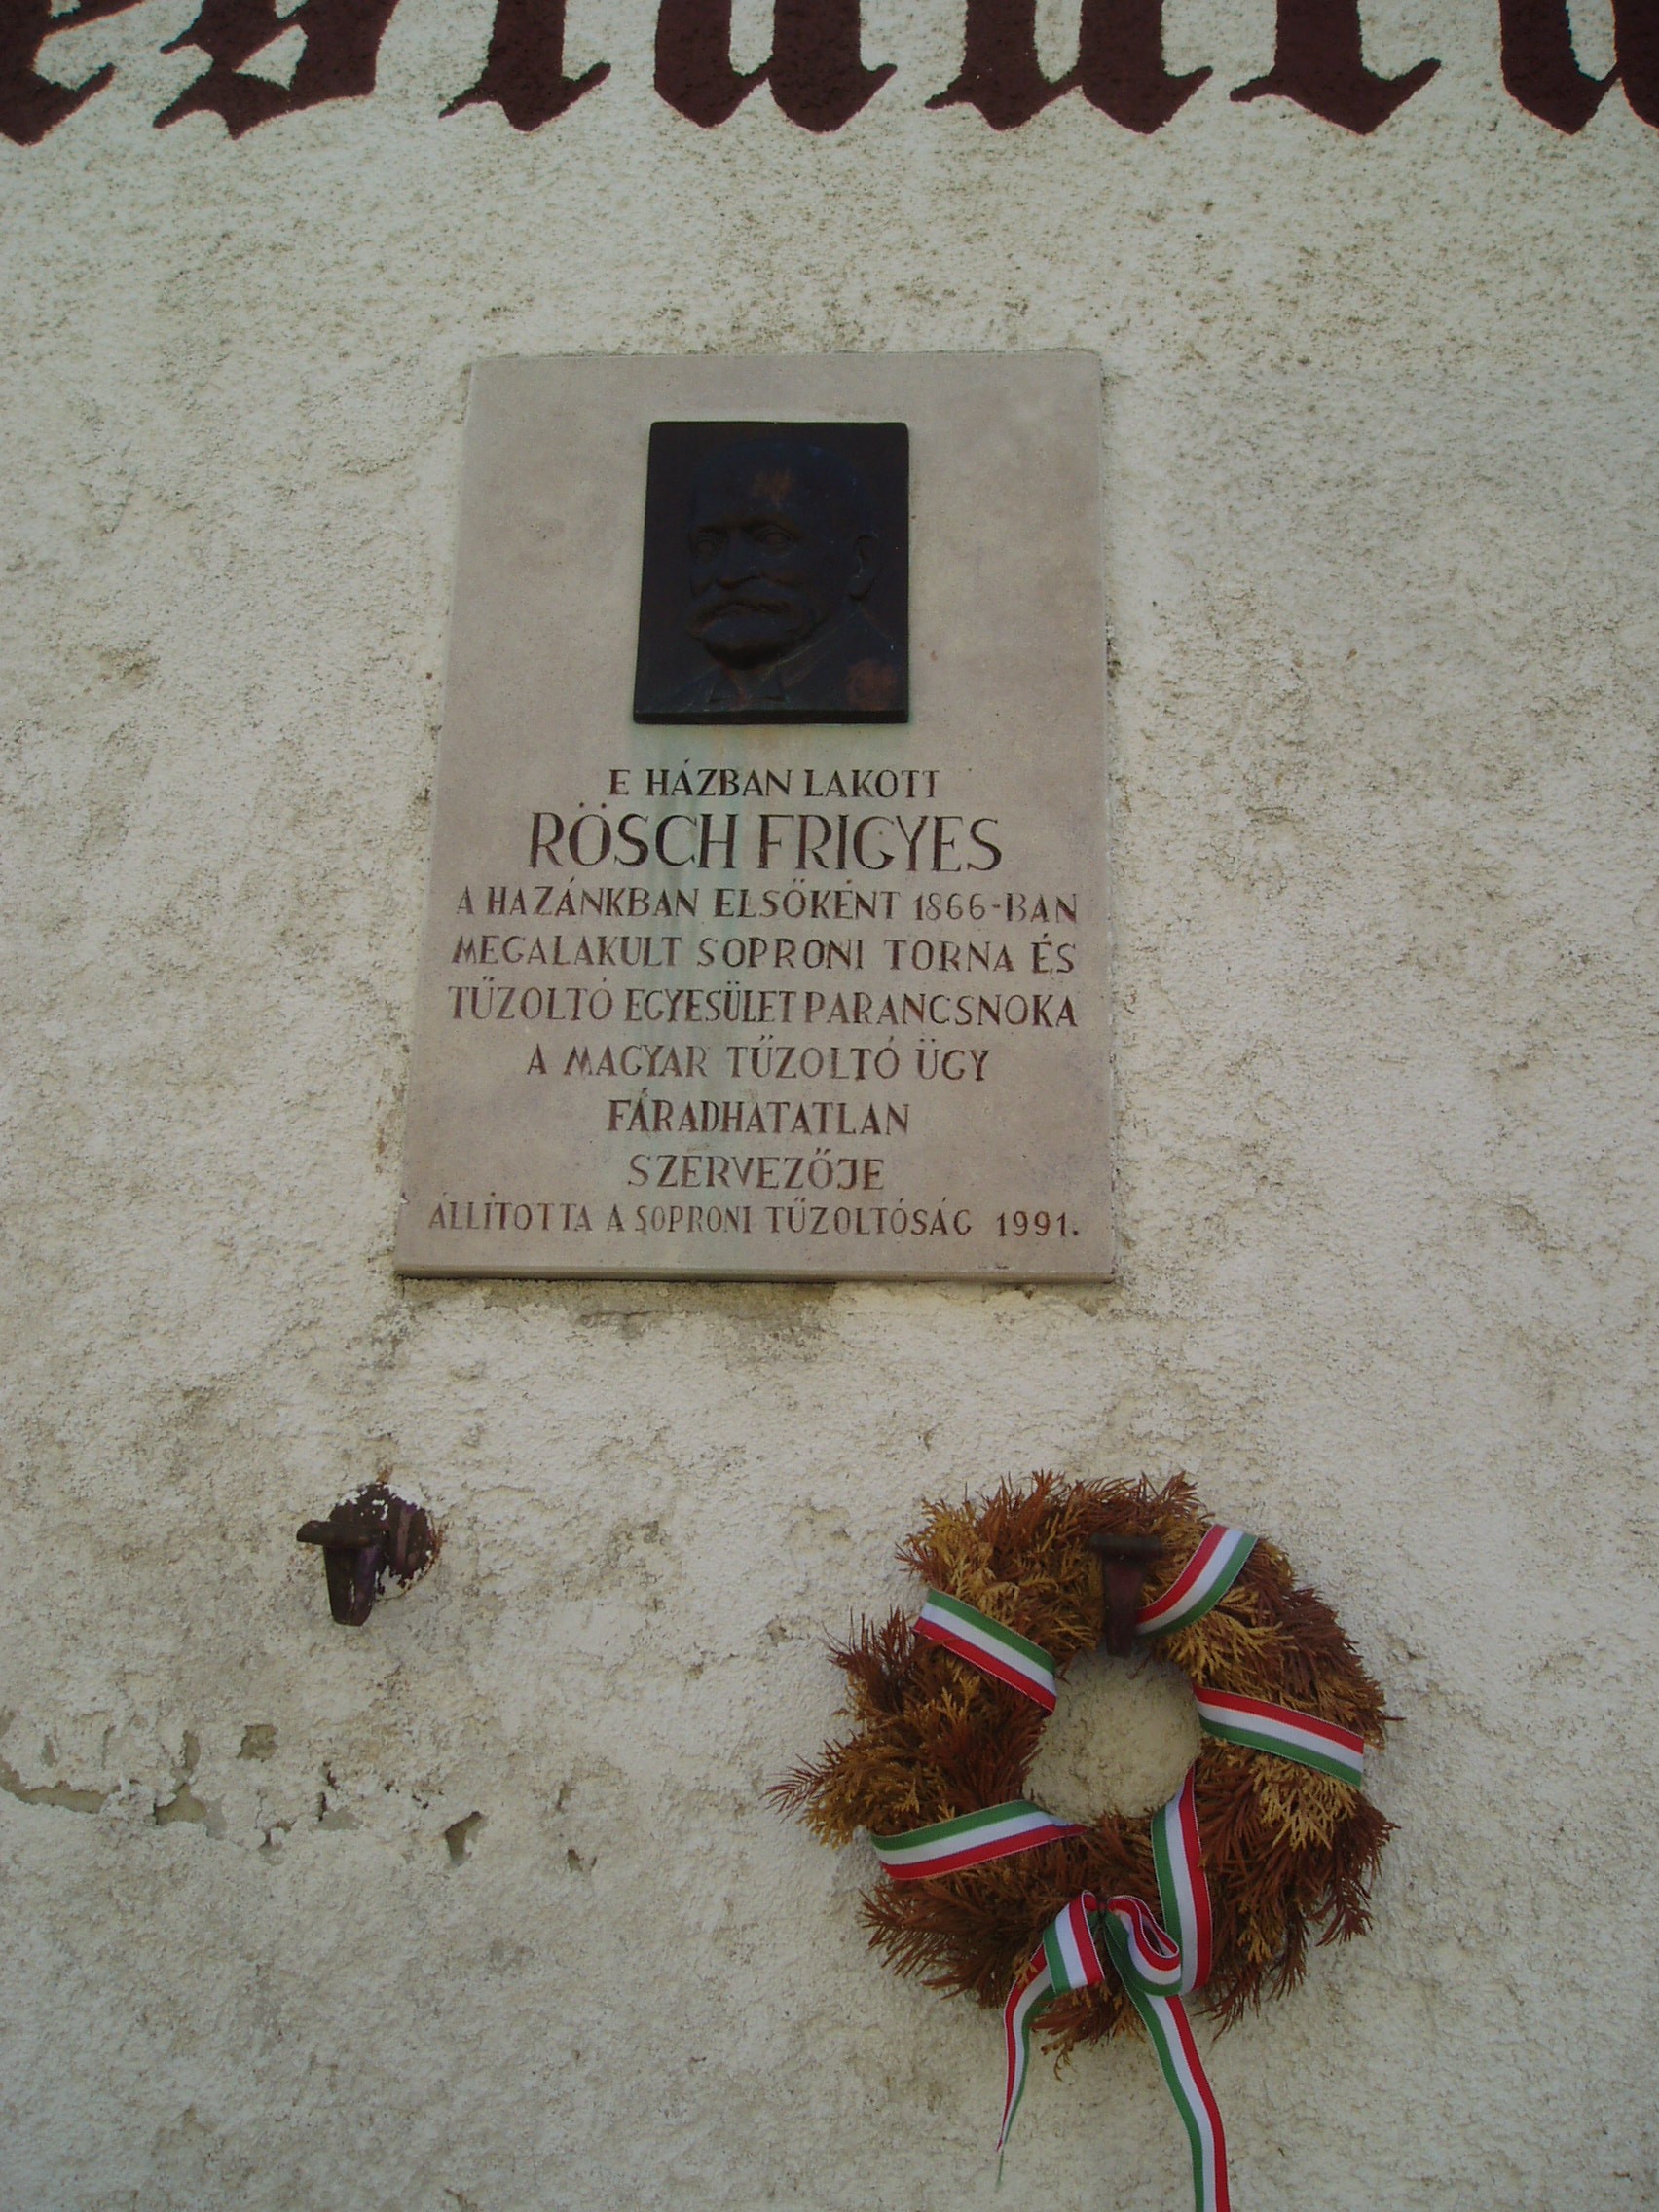 E HÁZBAN LAKOTT
RÖSCH FRIGYES
A HAZÁNKBAN ELSŐKÉNT 1866-BAN
MEGALAKULT SOPRONI TORNA ÉS
TŰZOLTÓ EGYESÜLET PARANCSNOKA
A MAGYAR TŰZOLTÓ ÜGY
FÁRADHATATLAN
SZERVEZŐJE
ÁLLÍTOTTA A SOPRONI TŰZOLTÓSÁG 1991.